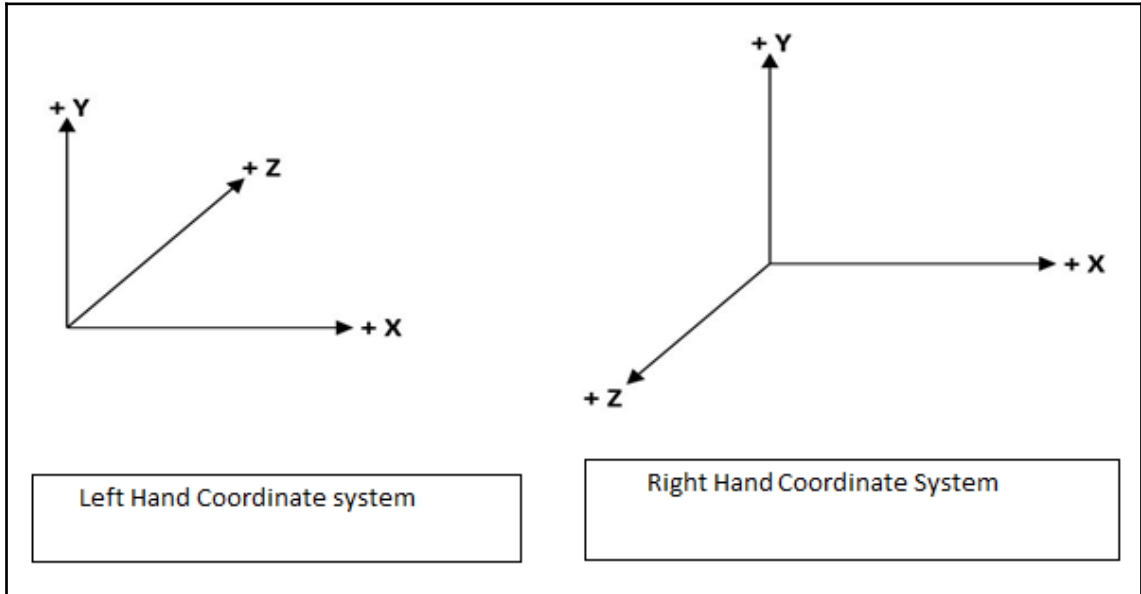 + Y
+ Z
+ X
Left Hand Coordinate system
+ Y
+ X
+ Z
Right Hand Coordinate System